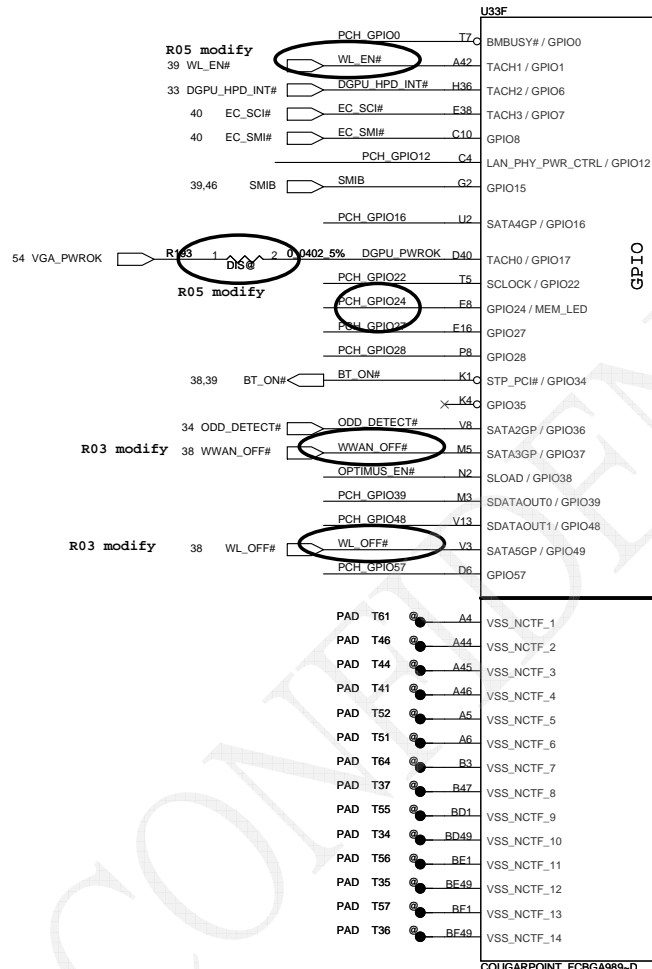 U33F
PCH_GPIO0 T7 BMBUSY# / GPIO0
R05 modify
39 WL_EN# WL_EN# A42 TACH1 / GPIO1
33 DGPU_HPD_INT# DGPU_HPD_INT# H36 TACH2 / GPIO6
40 EC_SCI# EC_SCI# E38 TACH3 / GPIO7
40 EC_SMI# EC_SMI# C10 GPIO8
PCH_GPIO12 C4 LAN_PHY_PWR_CTRL / GPIO12
39,46 SMIB SMIB G2 GPIO15
PCH_GPIO16 U2 SATA4GP / GPIO16
54 VGA_PWROK R193 1 2 0_0402_5% DGPU_PWROK D40 TACH0 / GPIO17
DIS@
R05 modify
PCH_GPIO22 T5 SCLOCK / GPIO22
PCH_GPIO24 E8 GPIO24 / MEM_LED
PCH_GPIO27 E16 GPIO27
PCH_GPIO28 P8 GPIO28
38,39 BT_ON# BT_ON# K1 STP_PCI# / GPIO34
K4 GPIO35
34 ODD_DETECT# ODD_DETECT# V8 SATA2GP / GPIO36
R03 modify 38 WWAN_OFF# WWAN_OFF# M5 SATA3GP / GPIO37
OPTIMUS_EN# N2 SLOAD / GPIO38
PCH_GPIO39 M3 SDATAOUT0 / GPIO39
PCH_GPIO48 V13 SDATAOUT1 / GPIO48
R03 modify 38 WL_OFF# WL_OFF# V3 SATA5GP / GPIO49
PCH_GPIO57 D6 GPIO57
GPIO
PAD T61 @ A4 VSS_NCTF_1
PAD T46 @ A44 VSS_NCTF_2
PAD T44 @ A45 VSS_NCTF_3
PAD T41 @ A46 VSS_NCTF_4
PAD T52 @ A5 VSS_NCTF_5
PAD T51 @ A6 VSS_NCTF_6
PAD T64 @ B3 VSS_NCTF_7
PAD T37 @ B47 VSS_NCTF_8
PAD T55 @ BD1 VSS_NCTF_9
PAD T34 @ BD49 VSS_NCTF_10
PAD T56 @ BE1 VSS_NCTF_11
PAD T35 @ BE49 VSS_NCTF_12
PAD T57 @ BF1 VSS_NCTF_13
PAD T36 @ BF49 VSS_NCTF_14
COUGARPOINT_FCBGA989~D